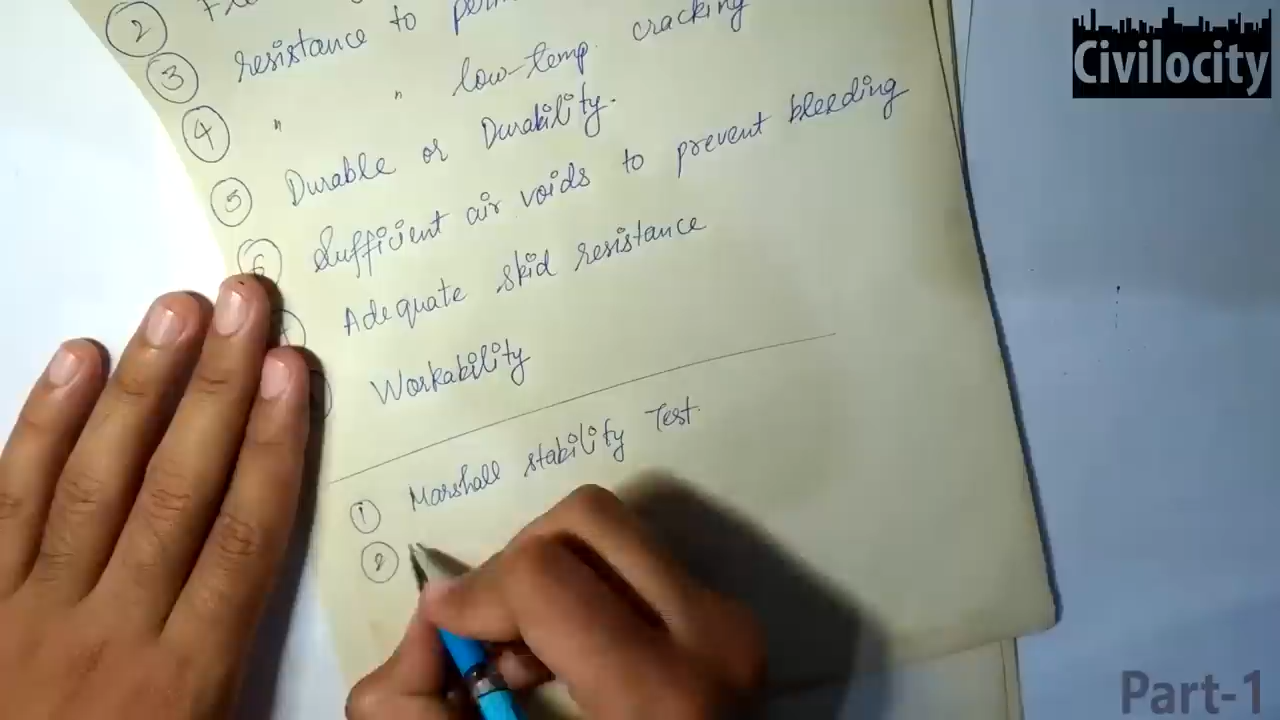 ②
③ resistance to
④ " " low-temp. cracking
⑤ Durable or Durability.
⑥ Sufficient air voids to prevent bleeding
Adequate skid resistance
Workability
① Marshall stability Test.
②
Civilocity
Part-1